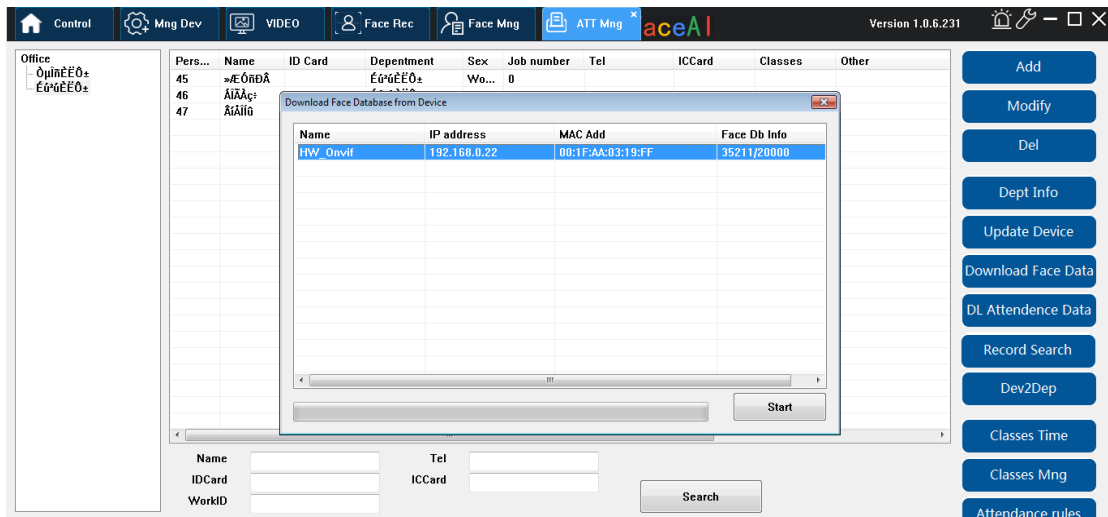 Control Mng Dev VIDEO Face Rec Face Mng ATT Mng × aceAI Version 1.0.6.231
Office
ÒµÎñÈËÔ±
Éú²úÈËÔ±
Pers... Name ID Card Depentment Sex Job number Tel ICCard Classes Other
45 »ÆÓñÐÂ Éú²úÈËÔ± Wo... 0
46
47
Download Face Database from Device
Name IP address MAC Add Face Db Info
HW_Onvif 192.168.0.22 00:1F:AA:03:19:FF 35211/20000
Start
Name Tel
IDCard ICCard
WorkID
Search
Add
Modify
Del
Dept Info
Update Device
Download Face Data
DL Attendence Data
Record Search
Dev2Dep
Classes Time
Classes Mng
Attendance rules